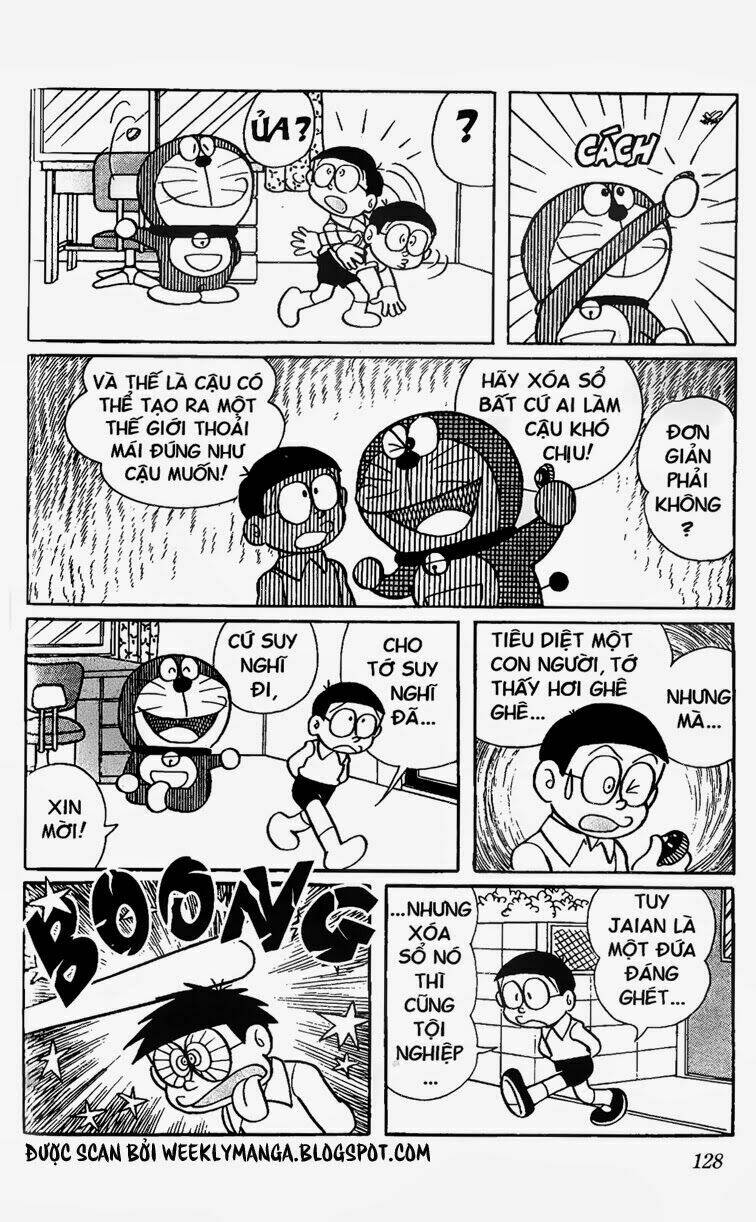 CÁCH
?
ỦA?
ĐƠN
GIẢN
PHẢI
KHÔNG
?
HÃY XÓA SỔ
BẤT CỨ AI LÀM
CẬU KHÓ
CHỊU!
VÀ THẾ LÀ CẬU CÓ
THỂ TẠO RA MỘT
THẾ GIỚI THOẢI
MÁI ĐÚNG NHƯ
CẬU MUỐN!
NHƯNG
MÀ...
TIÊU DIỆT MỘT
CON NGƯỜI, TỚ
THẤY HƠI GHÊ
GHÊ...
CHO
TỚ SUY
NGHĨ
ĐÃ...
CỨ SUY
NGHĨ
ĐI,
XIN
MỜI!
TUY
JAIAN LÀ
MỘT ĐỨA
ĐÁNG
GHÉT...
...NHƯNG
XÓA
SỔ NÓ
THÌ
CŨNG
TỘI
NGHIỆP
...
BOONG
ĐƯỢC SCAN BỞI WEEKLYMANGA.BLOGSPOT.COM
128